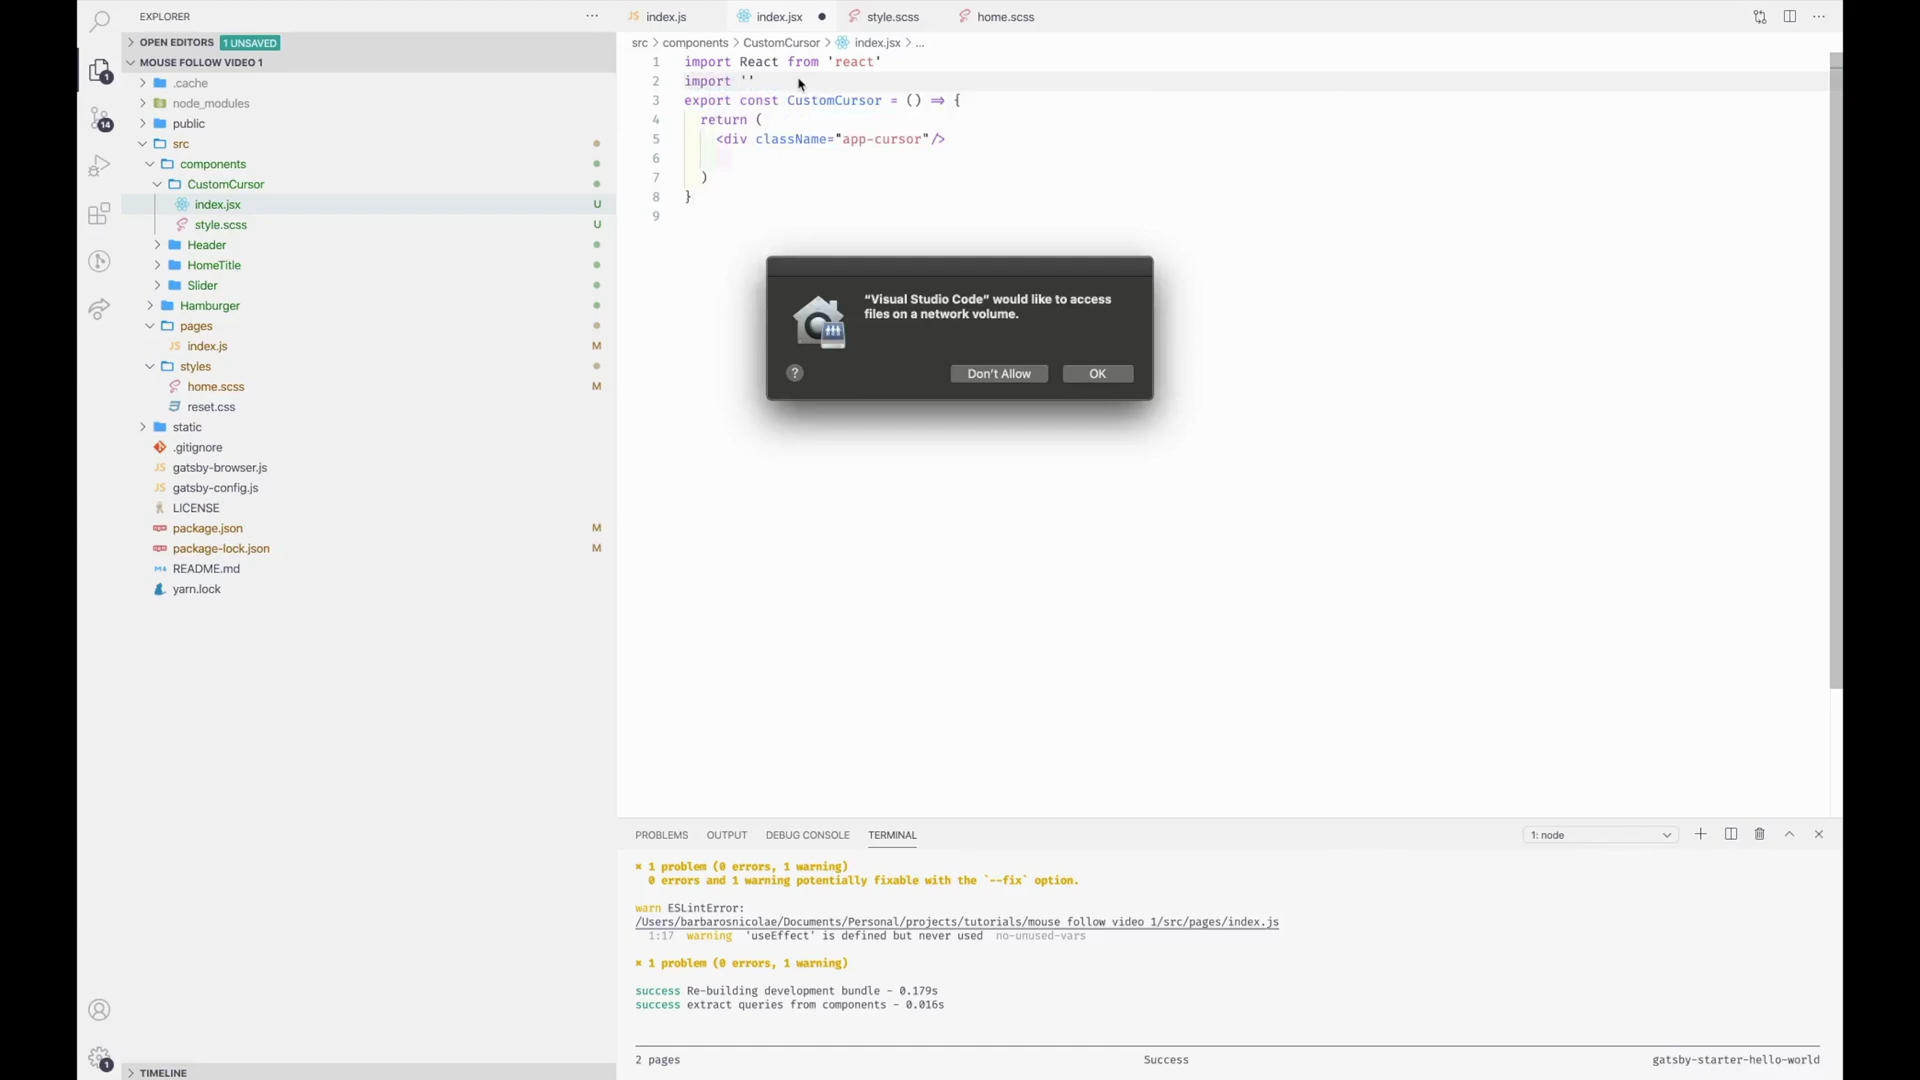 EXPLORER
OPEN EDITORS 1 UNSAVED
MOUSE FOLLOW VIDEO 1
.cache
node_modules
public
src
components
CustomCursor
index.jsx U
style.scss U
Header
HomeTitle
Slider
Hamburger
pages
JS index.js M
styles
home.scss M
reset.css
static
.gitignore
JS gatsby-browser.js
JS gatsby-config.js
LICENSE
package.json M
package-lock.json M
README.md
yarn.lock
TIMELINE
1
14
1
JS index.js
index.jsx
style.scss
home.scss
src > components > CustomCursor > index.jsx > ...
1 import React from 'react'
2 import ''
3 export const CustomCursor = () => {
4 return (
5 <div className="app-cursor"/>
6
7 )
8 }
9
“Visual Studio Code” would like to access
files on a network volume.
? Don’t Allow OK
PROBLEMS OUTPUT DEBUG CONSOLE TERMINAL 1: node
✖ 1 problem (0 errors, 1 warning)
0 errors and 1 warning potentially fixable with the `--fix` option.
warn ESLintError:
/Users/barbarosnicolae/Documents/Personal/projects/tutorials/mouse follow video 1/src/pages/index.js
1:17 warning 'useEffect' is defined but never used no-unused-vars
✖ 1 problem (0 errors, 1 warning)
success Re-building development bundle - 0.179s
success extract queries from components - 0.016s
2 pages Success gatsby-starter-hello-world